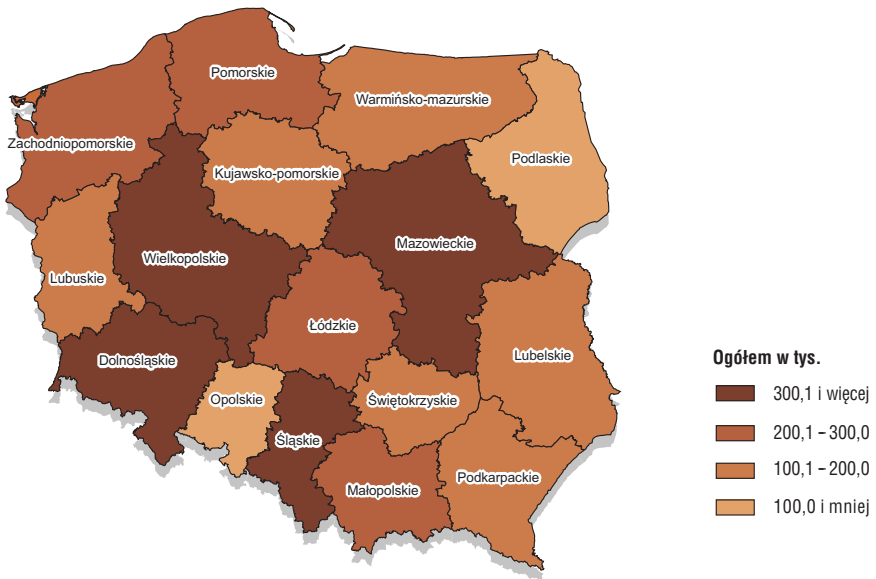 Pomorskie
Warmińsko-mazurskie
Zachodniopomorskie
Podlaskie
Kujawsko-pomorskie
Mazowieckie
Wielkopolskie
Lubuskie
Łódzkie
Lubelskie
Dolnośląskie
Opolskie
Świętokrzyskie
Śląskie
Podkarpackie
Małopolskie
Ogółem w tys.
300,1 i więcej
200,1 – 300,0
100,1 – 200,0
100,0 i mniej